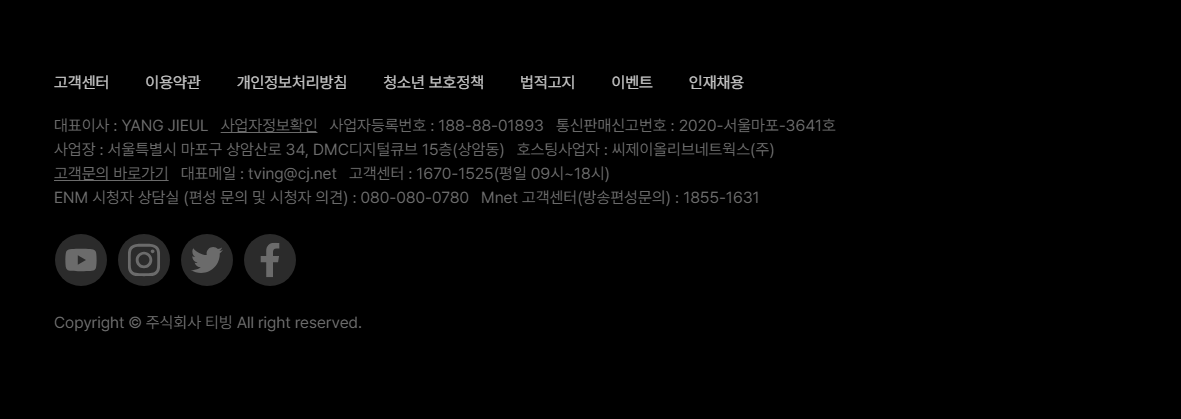 고객센터 이용약관 개인정보처리방침 청소년 보호정책 법적고지 이벤트 인재채용
대표이사 : YANG JIEUL 사업자정보확인 사업자등록번호 : 188-88-01893 통신판매신고번호 : 2020-서울마포-3641호
사업장 : 서울특별시 마포구 상암산로 34, DMC디지털큐브 15층(상암동) 호스팅사업자 : 씨제이올리브네트웍스(주)
고객문의 바로가기 대표메일 : tving@cj.net 고객센터 : 1670-1525(평일 09시~18시)
ENM 시청자 상담실 (편성 문의 및 시청자 의견) : 080-080-0780 Mnet 고객센터(방송편성문의) : 1855-1631
Copyright © 주식회사 티빙 All right reserved.